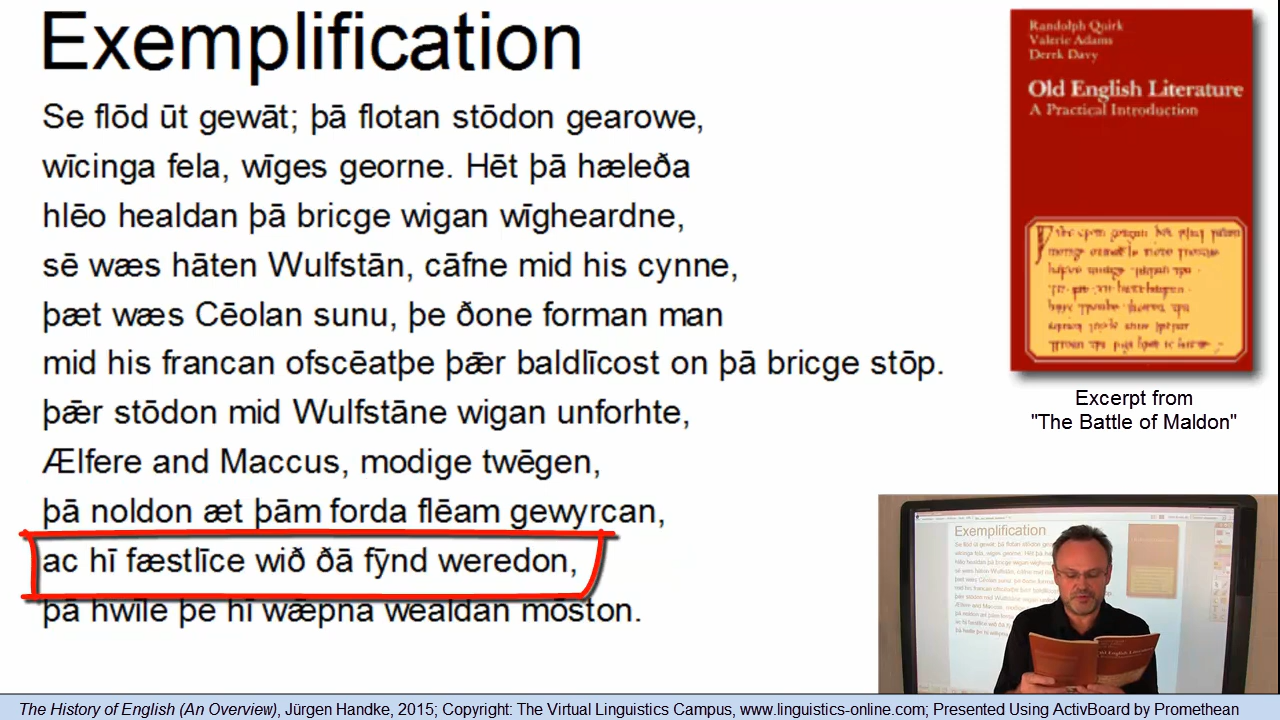 Exemplification
Se flōd ūt gewāt; þā flotan stōdon gearowe,
wīcinga fela, wīges georne. Hēt þā hæleða
hlēo healdan þā bricge wigan wīgheardne,
sē wæs hāten Wulfstān, cāfne mid his cynne,
þæt wæs Cēolan sunu, þe ðone forman man
mid his francan ofscēatþe þǣr baldlīcost on þā bricge stōp.
þǣr stōdon mid Wulfstāne wigan unforhte,
Ælfere and Maccus, modige twēgen,
þā noldon æt þām forda flēam gewyrcan,
ac hī fæstlīce wið ðā fȳnd weredon,
þā hwīle þe hī wǣpna wealdan mōston.
Randolph Quirk
Valerie Adams
Derek Davy
Old English Literature
A Practical Introduction
Excerpt from
"The Battle of Maldon"
Exemplification
Old English Literature
The History of English (An Overview), Jürgen Handke, 2015; Copyright: The Virtual Linguistics Campus, www.linguistics-online.com; Presented Using ActivBoard by Promethean